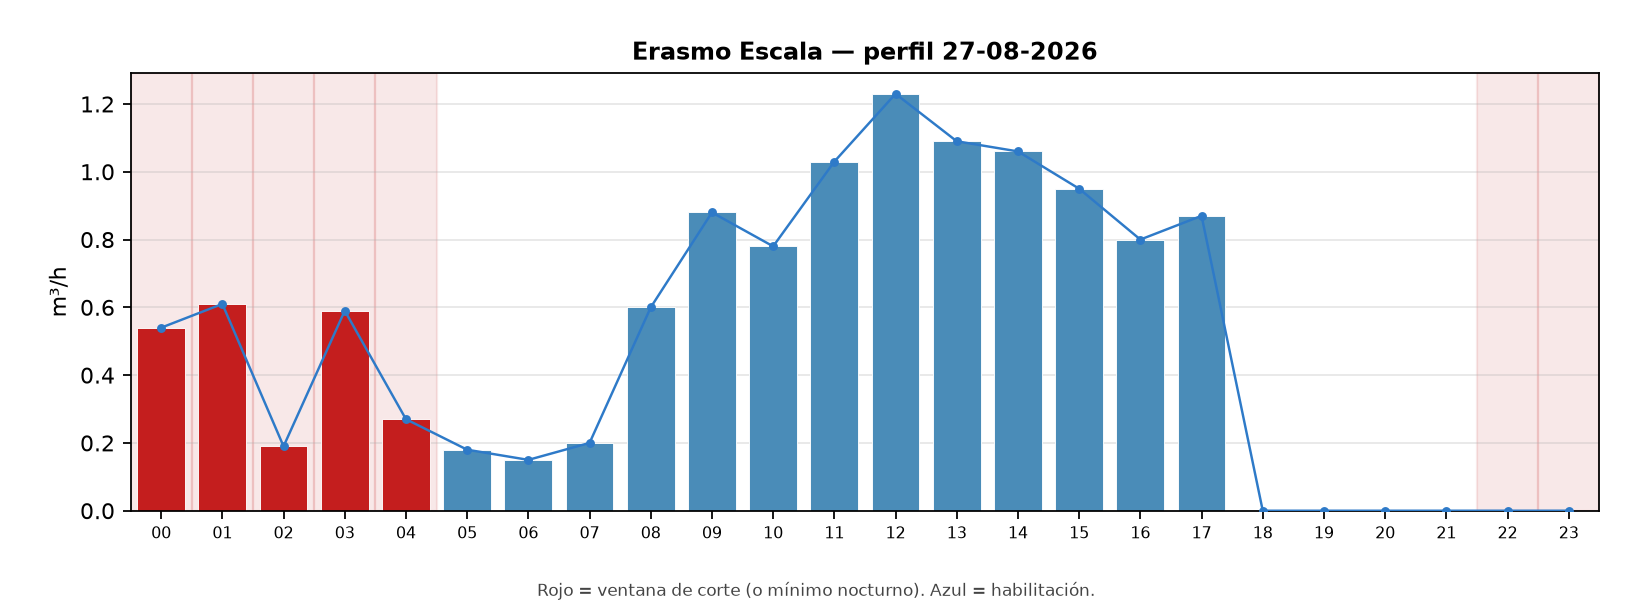 Erasmo Escala — perfil 27-08-2026
m³/h
1.2
1.0
0.8
0.6
0.4
0.2
0.0
00 01 02 03 04 05 06 07 08 09 10 11 12 13 14 15 16 17 18 19 20 21 22 23
Rojo = ventana de corte (o mínimo nocturno). Azul = habilitación.